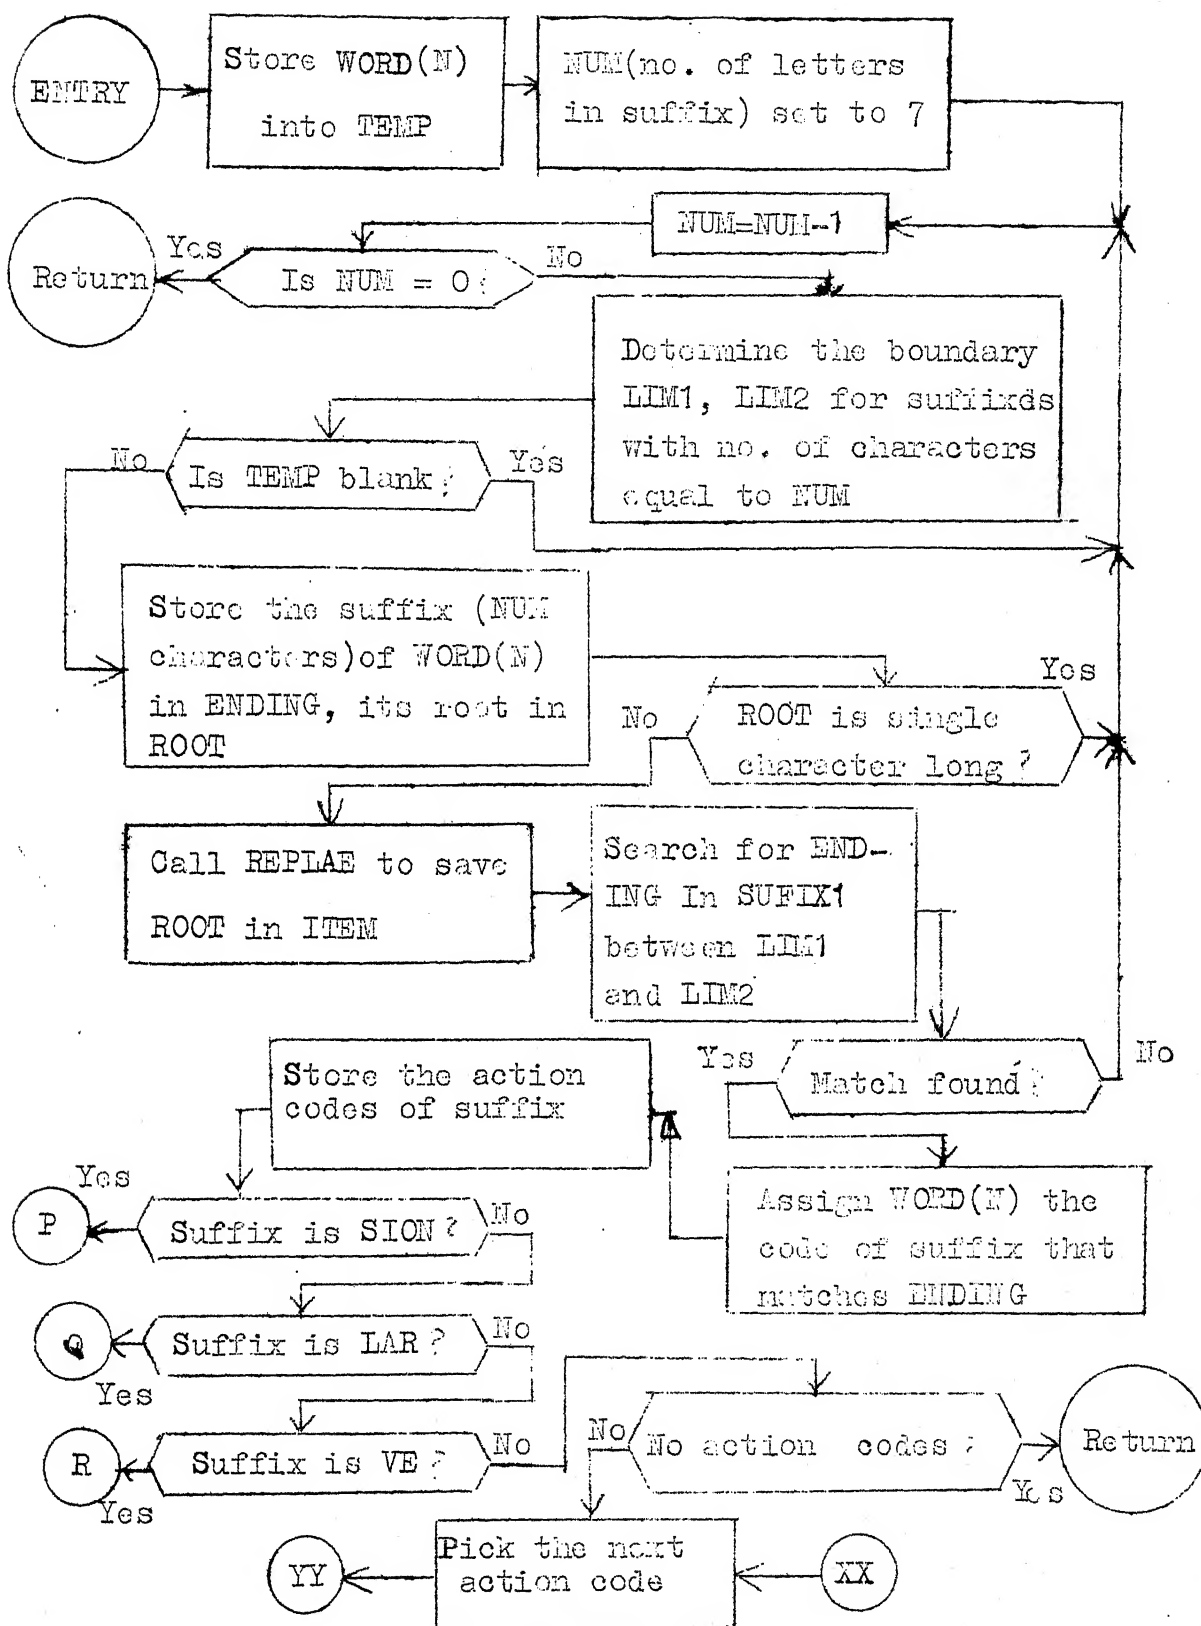 ENTRY
Store WORD(N)
into TEMP
NUM(no. of letters
in suffix) set to 7
NUM=NUM-1
Return
Yes
Is NUM = 0?
No
Determine the boundary
LIM1, LIM2 for suffixds
with no. of characters
equal to NUM
No
Is TEMP blank?
Yes
Store the suffix (NUM
characters)of WORD(N)
in ENDING, its root in
ROOT
No
ROOT is single
character long?
Yes
Call REPLAE to save
ROOT in ITEM
Search for END-
ING In SUFIX1
between LIM1
and LIM2
Yes
Match found?
No
Store the action
codes of suffix
Assign WORD(N) the
code of suffix that
matches ENDING
Yes
P
Suffix is SION?
No
Q
Suffix is LAR?
No
Yes
R
Suffix is VE?
No
Yes
No
No action codes?
Yes
Return
YY
Pick the next
action code
XX